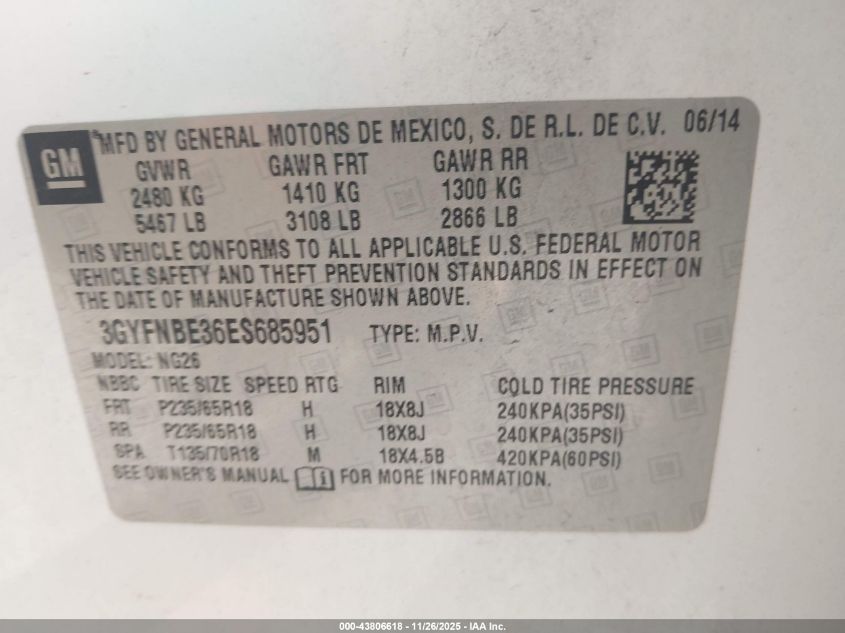 GM
MFD BY GENERAL MOTORS DE MEXICO, S. DE R.L. DE C.V. 06/14
GVWR GAWR FRT GAWR RR
2480 KG 1410 KG 1300 KG
5467 LB 3108 LB 2866 LB
THIS VEHICLE CONFORMS TO ALL APPLICABLE U.S. FEDERAL MOTOR
VEHICLE SAFETY AND THEFT PREVENTION STANDARDS IN EFFECT ON
THE DATE OF MANUFACTURE SHOWN ABOVE.
3GYFNBE36ES685951 TYPE: M.P.V.
MODEL: NG26
NBBC TIRE SIZE SPEED RTG RIM COLD TIRE PRESSURE
FRT P235/65R18 H 18X8J 240KPA(35PSI)
RR P235/65R18 H 18X8J 240KPA(35PSI)
SPA T135/70R18 M 18X4.5B 420KPA(60PSI)
SEE OWNER'S MANUAL FOR MORE INFORMATION.
000-43806618 - 11/26/2025 - IAA Inc.